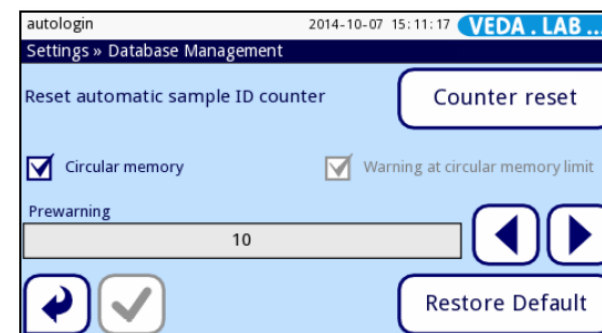 autologin 2014-10-07 15:11:17 VEDA.LAB...
Settings » Database Management
Reset automatic sample ID counter Counter reset
Circular memory Warning at circular memory limit
Prewarning
10
Restore Default